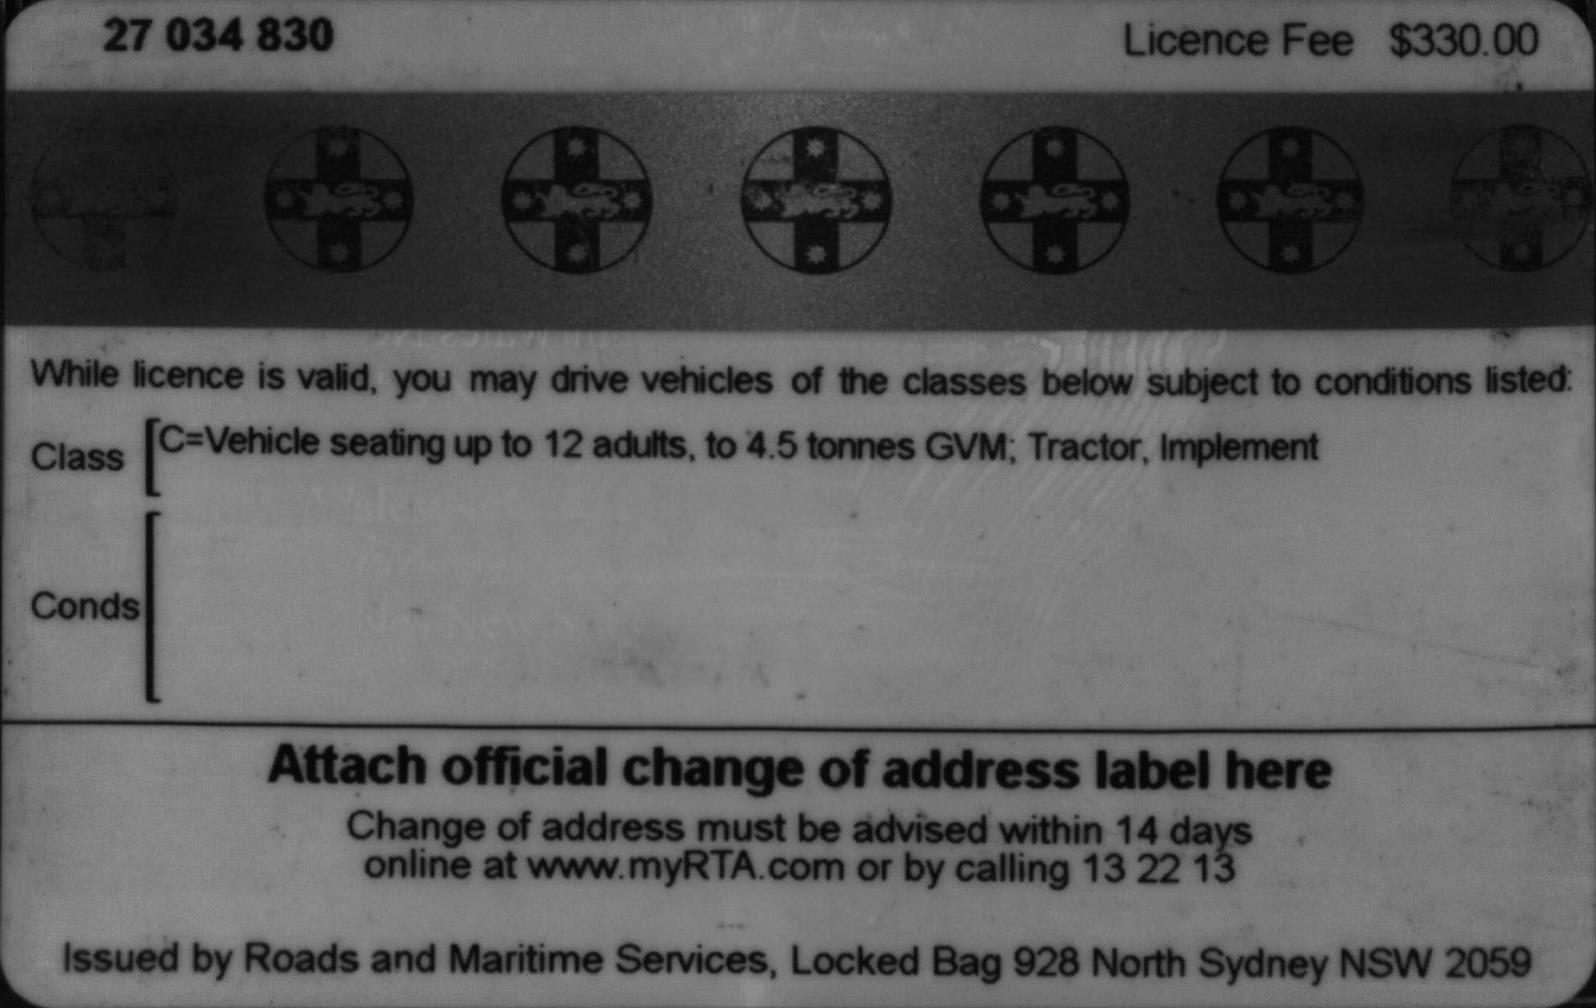 27 034 830
Licence Fee $330.00
While licence is valid, you may drive vehicles of the classes below subject to conditions listed:
Class [C=Vehicle seating up to 12 adults, to 4.5 tonnes GVM; Tractor, Implement
Conds [
Attach official change of address label here
Change of address must be advised within 14 days
online at www.myRTA.com or by calling 13 22 13
Issued by Roads and Maritime Services, Locked Bag 928 North Sydney NSW 2059